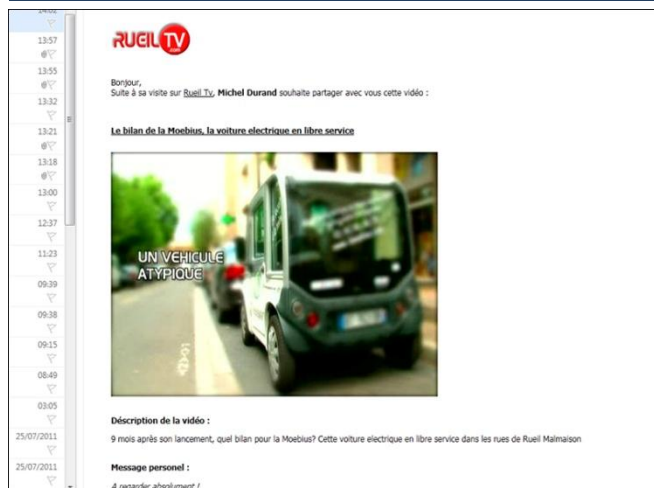 14:02
13:57
13:55
13:32
13:21
13:18
13:00
12:37
11:23
09:39
09:38
09:15
08:49
03:05
25/07/2011
25/07/2011
RUEIL TV
.com
Bonjour,
Suite à sa visite sur Rueil Tv, Michel Durand souhaite partager avec vous cette vidéo :
Le bilan de la Moebius, la voiture electrique en libre service
UN VEHICULE
ATYPIQUE
Déscription de la vidéo :
9 mois après son lancement, quel bilan pour la Moebius? Cette voiture electrique en libre service dans les rues de Rueil Malmaison
Message personel :
A regarder absolument !